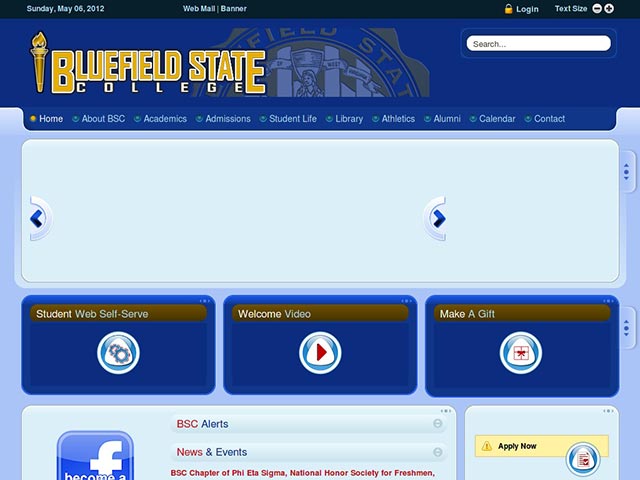 Sunday, May 06, 2012
Web Mail | Banner
Login
Text Size
BLUEFIELD STATE
COLLEGE
Search...
Home
About BSC
Academics
Admissions
Student Life
Library
Athletics
Alumni
Calendar
Contact
Student Web Self-Serve
Welcome Video
Make A Gift
BSC Alerts
News & Events
BSC Chapter of Phi Eta Sigma, National Honor Society for Freshmen,
become a
Apply Now